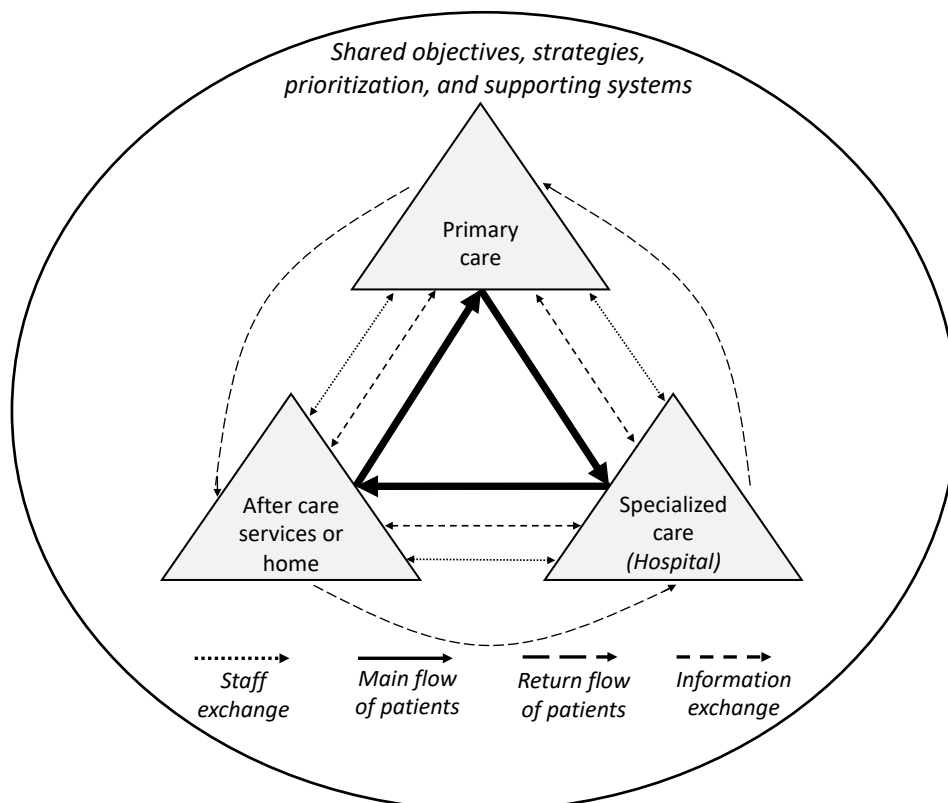 Shared objectives, strategies,
prioritization, and supporting systems
Primary
care
After care
services or
home
Specialized
care
(Hospital)
Staff
exchange
Main flow
of patients
Return flow
of patients
Information
exchange